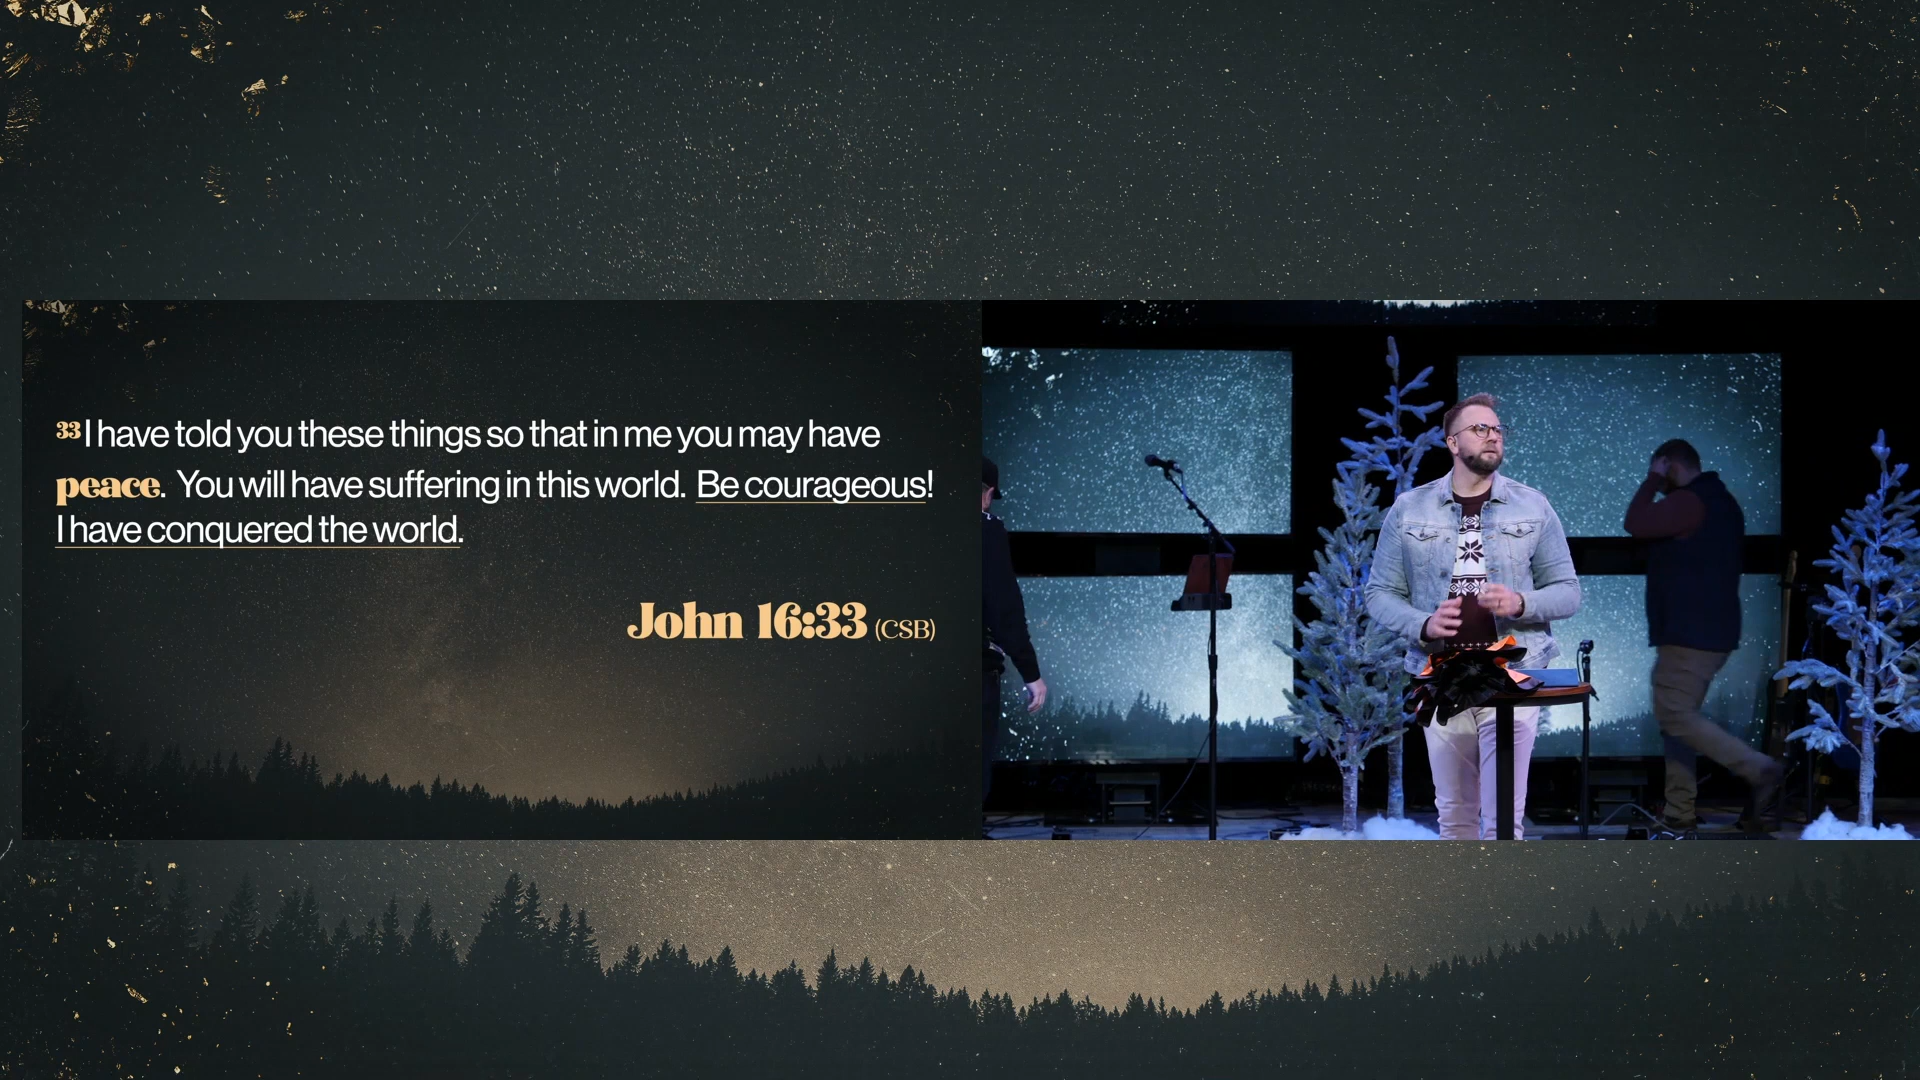 33 I have told you these things so that in me you may have
peace. You will have suffering in this world. Be courageous!
I have conquered the world.
John 16:33 (CSB)